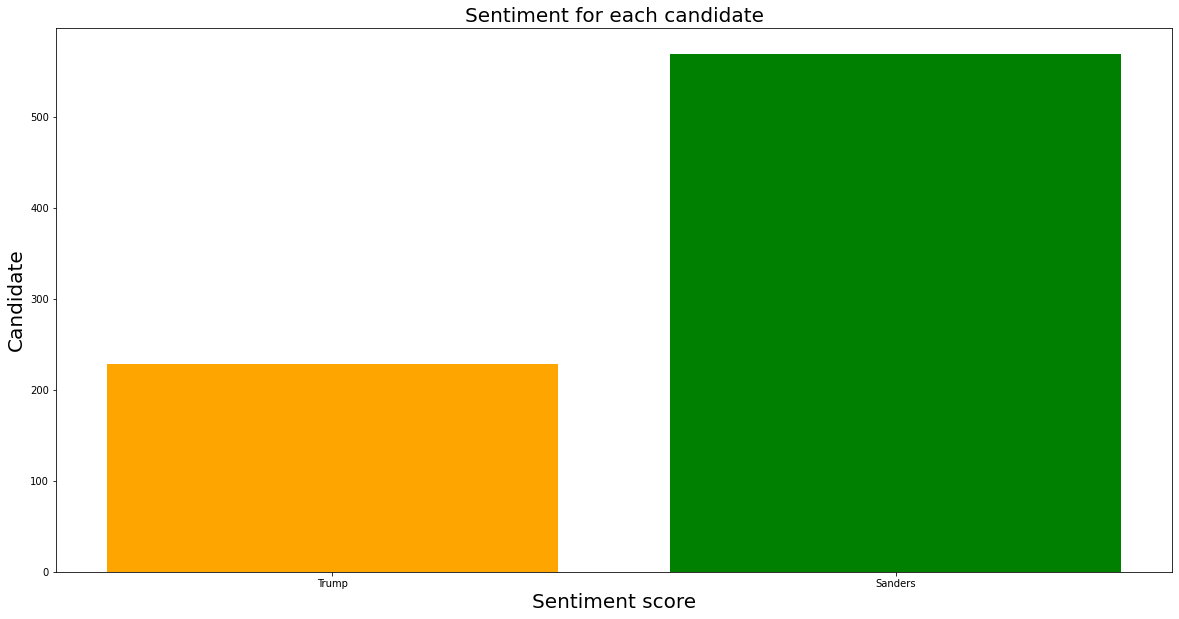 Sentiment for each candidate
500
400
300
200
100
0
Candidate
Trump Sanders
Sentiment score